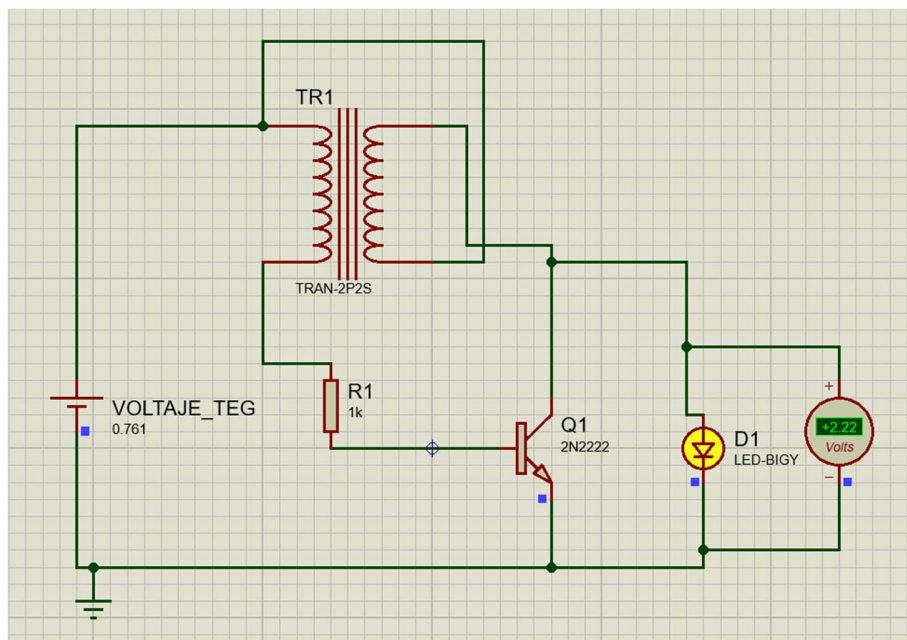 TR1
TRAN-2P2S
R1
1k
VOLTAJE_TEG
0.761
Q1
2N2222
D1
LED-BIGY
+
+2.22
Volts
−